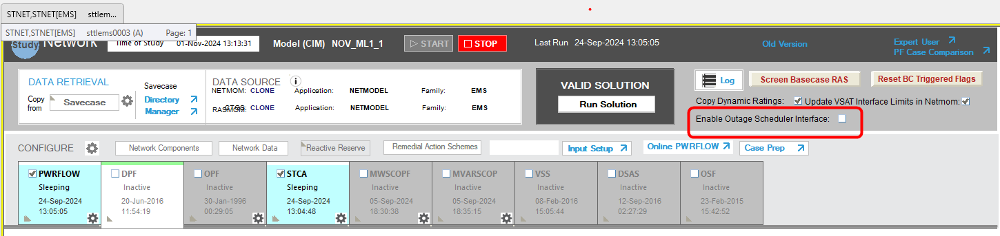 STNET,STNET[EMS] sttlem...
STNET,STNET[EMS] sttlems0003 (A) Page: 1
Study Network Time of Study 01-Nov-2024 13:13:31 Model (CIM) NOV_ML1_1 START STOP Last Run 24-Sep-2024 13:05:05 Old Version Expert User
PF Case Comparison
DATA RETRIEVAL
Copy from Savecase
Savecase
Directory
Manager
DATA SOURCE i
NETMOM: CLONE Application: NETMODEL Family: EMS
RASMOM: CLONE Application: NETMODEL Family: EMS
VALID SOLUTION
Run Solution
Log Screen Basecase RAS Reset BC Triggered Flags
Copy Dynamic Ratings: Update VSAT Interface Limits in Netmom:
Enable Outage Scheduler Interface:
CONFIGURE Network Components Network Data Reactive Reserve Remedial Action Schemes Input Setup Online PWRFLOW Case Prep
PWRFLOW DPF OPF STCA MWSCOPF MVARSCOP VSS DSAS OSF
Sleeping Inactive Inactive Sleeping Inactive Inactive Inactive Inactive Inactive
24-Sep-2024 20-Jun-2016 30-Jan-1996 24-Sep-2024 05-Sep-2024 05-Sep-2024 08-Feb-2016 12-Sep-2016 23-Feb-2015
13:05:05 11:54:19 00:29:05 13:04:48 18:30:38 18:35:15 15:05:44 02:27:29 15:42:52